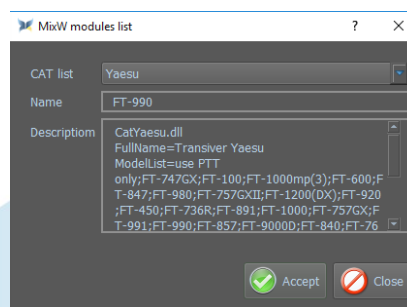 MixW modules list
CAT list Yaesu
Name FT-990
Descriptiom CatYaesu.dll
FullName=Transiver Yaesu
ModelList=use PTT
only;FT-747GX;FT-100;FT-1000mp(3);FT-600;F
T-847;FT-980;FT-757GXII;FT-1200(DX);FT-920
;FT-450;FT-736R;FT-891;FT-1000;FT-757GX;F
T-991;FT-990;FT-857;FT-9000D;FT-840;FT-76
Accept Close